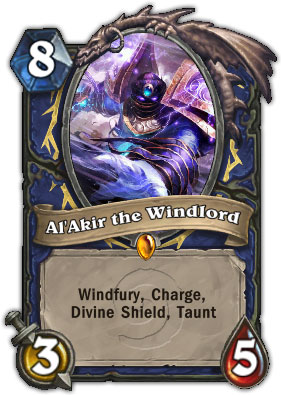 8
Al'Akir the Windlord
Windfury, Charge,
Divine Shield, Taunt
3
5